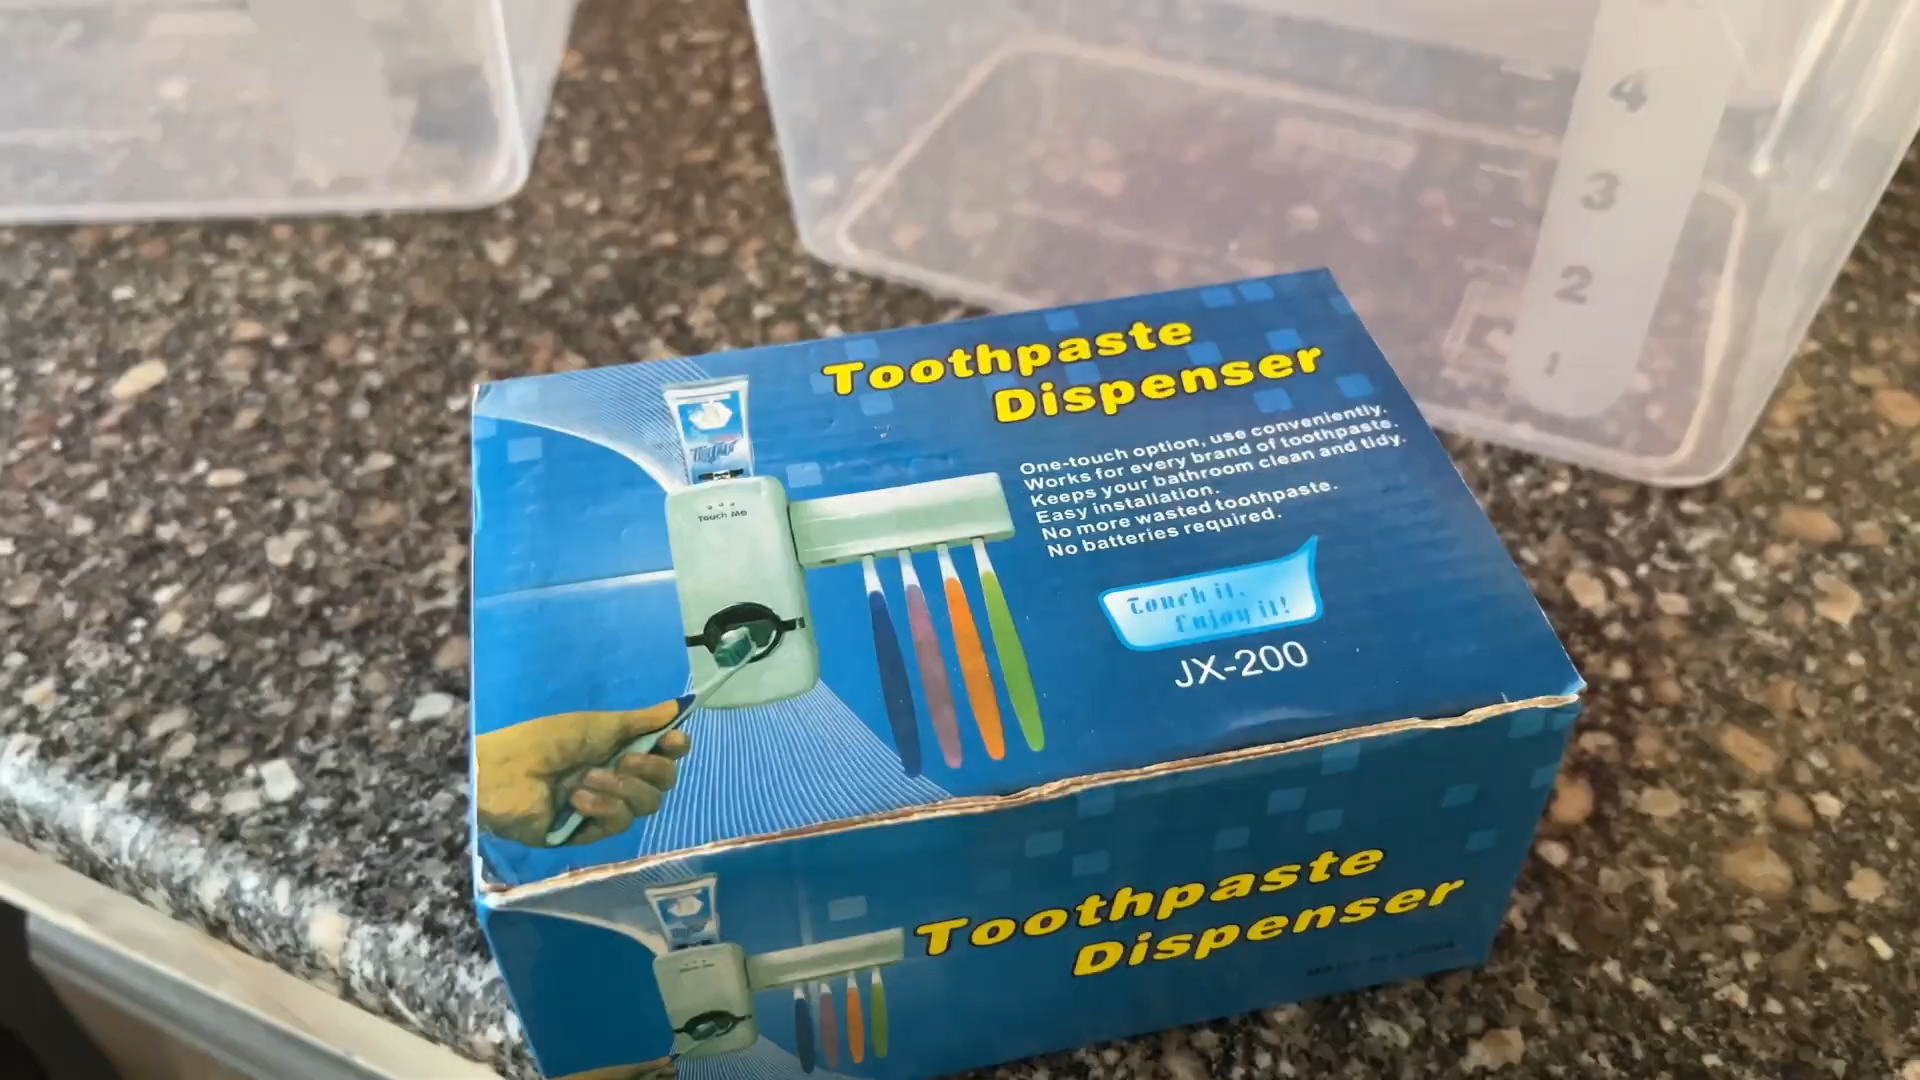 4
3
2
1
Toothpaste
Dispenser
One-touch option, use conveniently.
Works for every brand of toothpaste.
Keeps your bathroom clean and tidy.
Easy installation.
No more wasted toothpaste.
No batteries required.
Touch Me
Touch it,
Enjoy it!
JX-200
Toothpaste
Dispenser